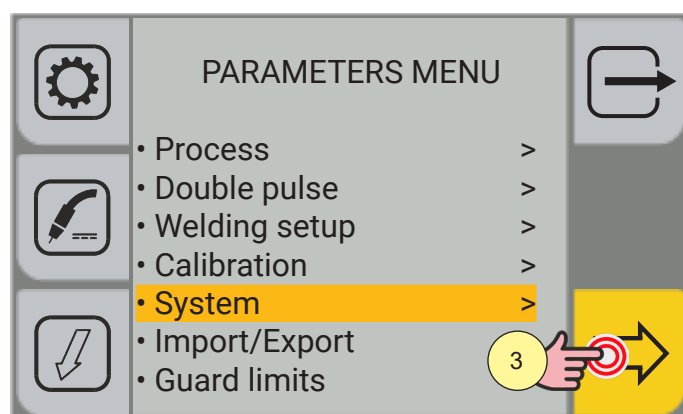 PARAMETERS MENU
• Process >
• Double pulse >
• Welding setup >
• Calibration >
• System >
• Import/Export
• Guard limits
3